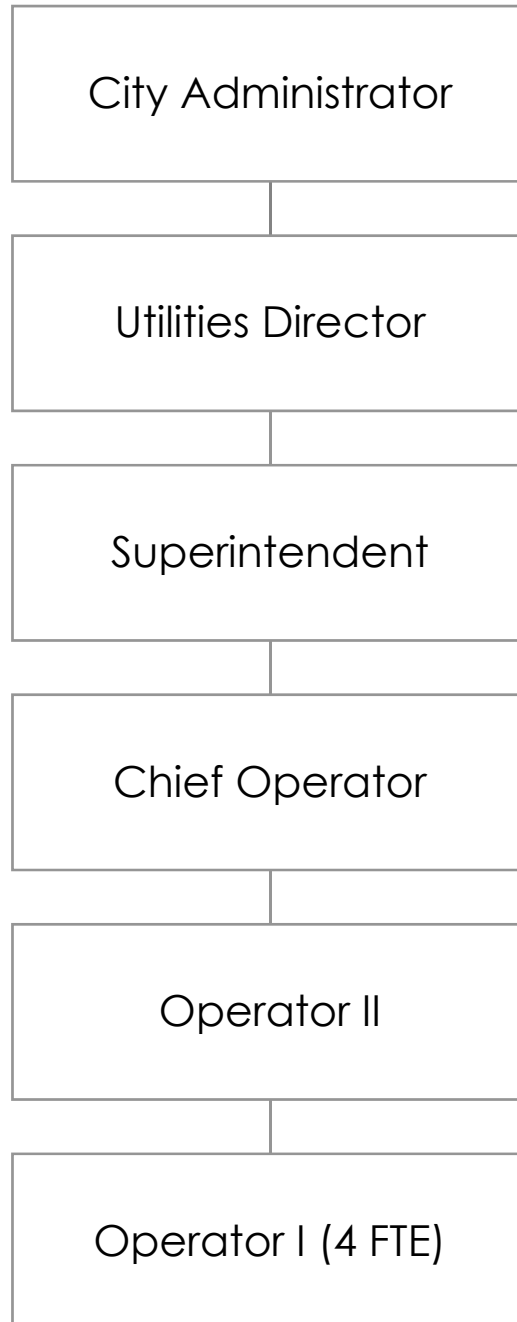 City Administrator
Utilities Director
Superintendent
Chief Operator
Operator II
Operator I (4 FTE)